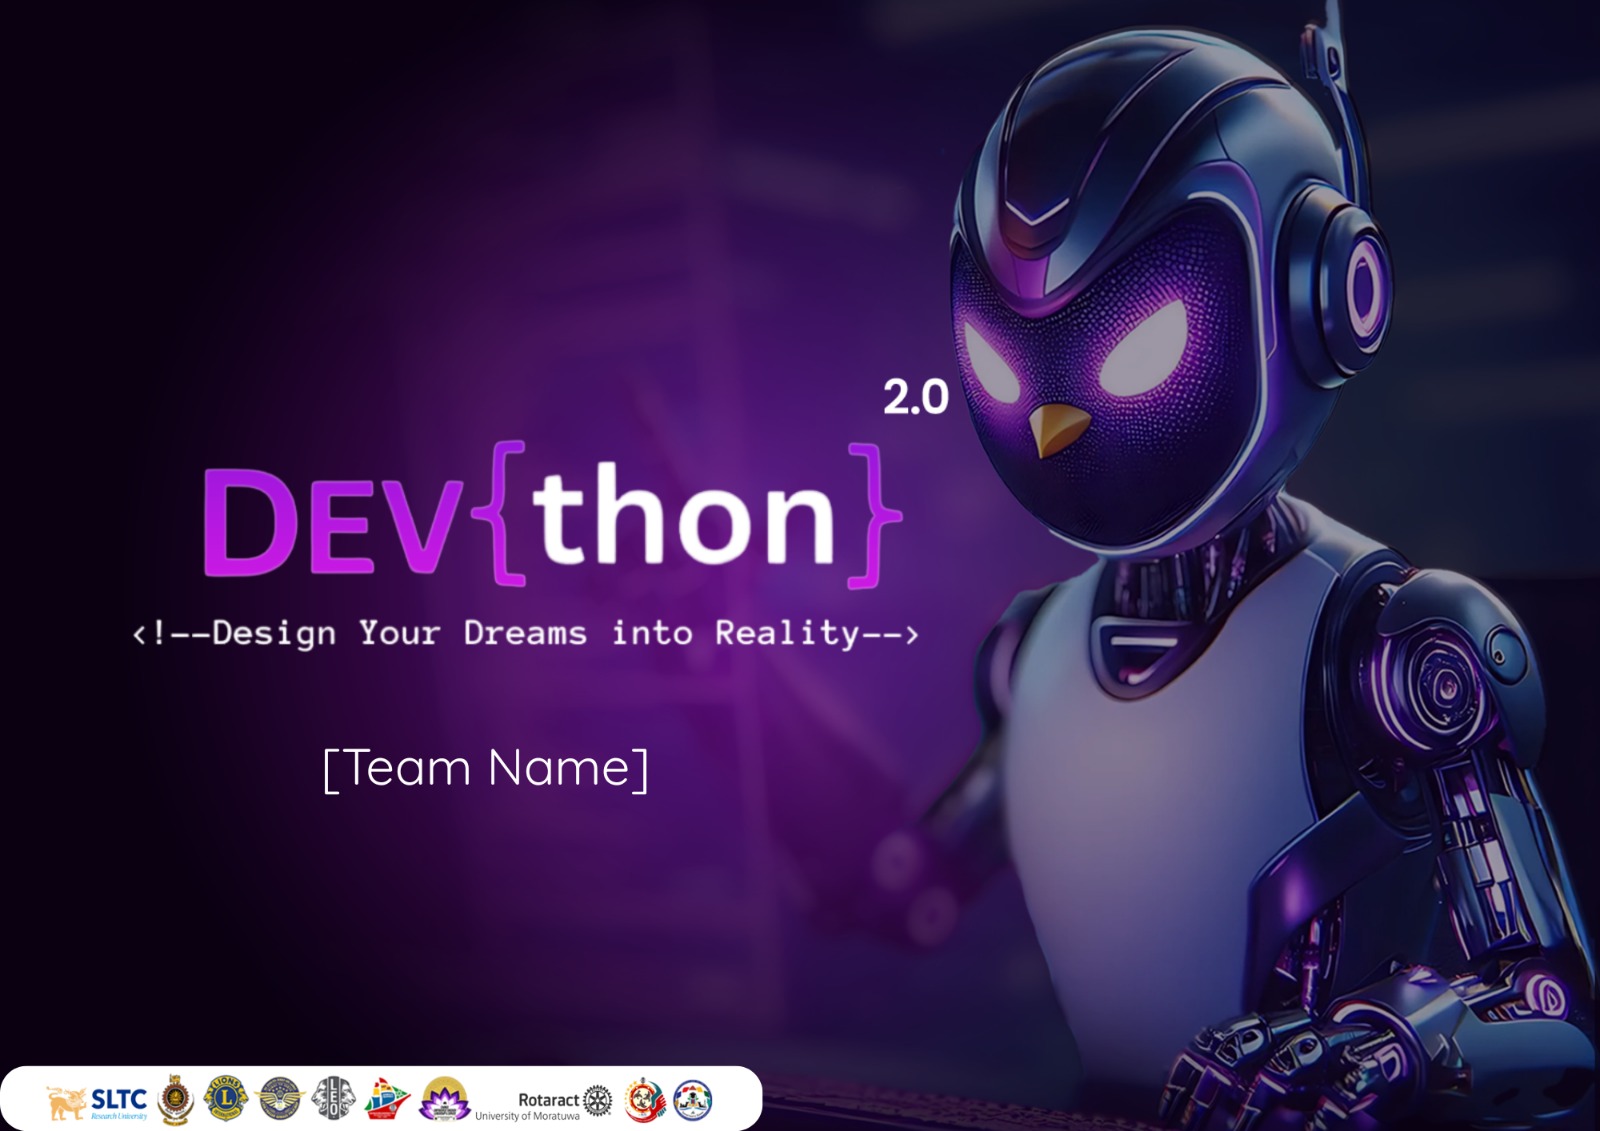 2.0
DEV{thon}
<!--Design Your Dreams into Reality-->
[Team Name]
SLTC
Research University
LIONS
L
LEO
Rotaract
University of Moratuwa